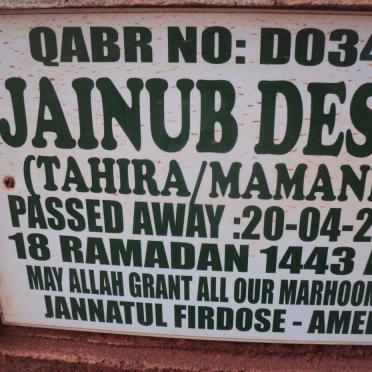 QABR NO: D034
JAINUB DES
(TAHIRA/MAMAN
PASSED AWAY :20-04-2
18 RAMADAN 1443 A
MAY ALLAH GRANT ALL OUR MARHOOM
JANNATUL FIRDOSE - AMEE